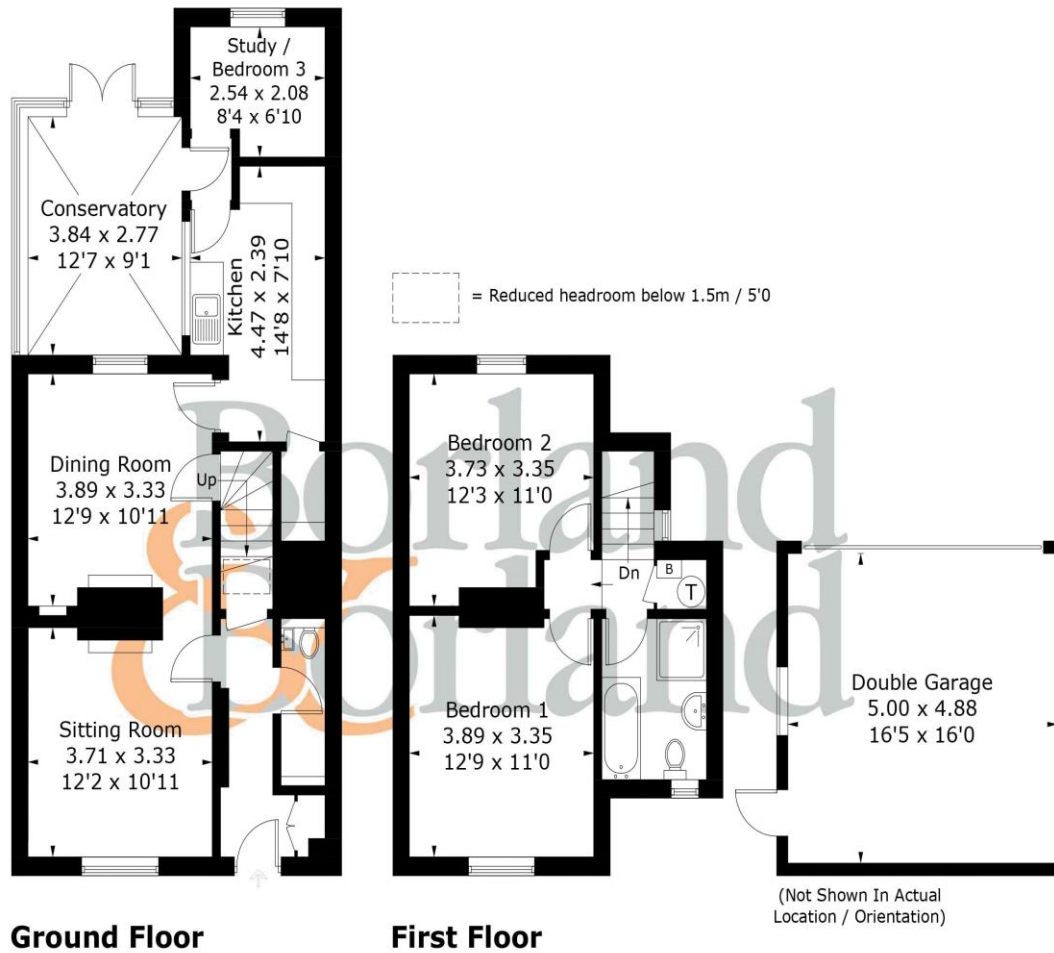 Study /
Bedroom 3
2.54 x 2.08
8'4 x 6'10
Conservatory
3.84 x 2.77
12'7 x 9'1
Kitchen
4.47 x 2.39
14'8 x 7'10
= Reduced headroom below 1.5m / 5'0
Dining Room
3.89 x 3.33
12'9 x 10'11
Up
Sitting Room
3.71 x 3.33
12'2 x 10'11
Bedroom 2
3.73 x 3.35
12'3 x 11'0
Dn
B
T
Bedroom 1
3.89 x 3.35
12'9 x 11'0
Double Garage
5.00 x 4.88
16'5 x 16'0
(Not Shown In Actual
Location / Orientation)
Borland
& Borland
Ground Floor
First Floor